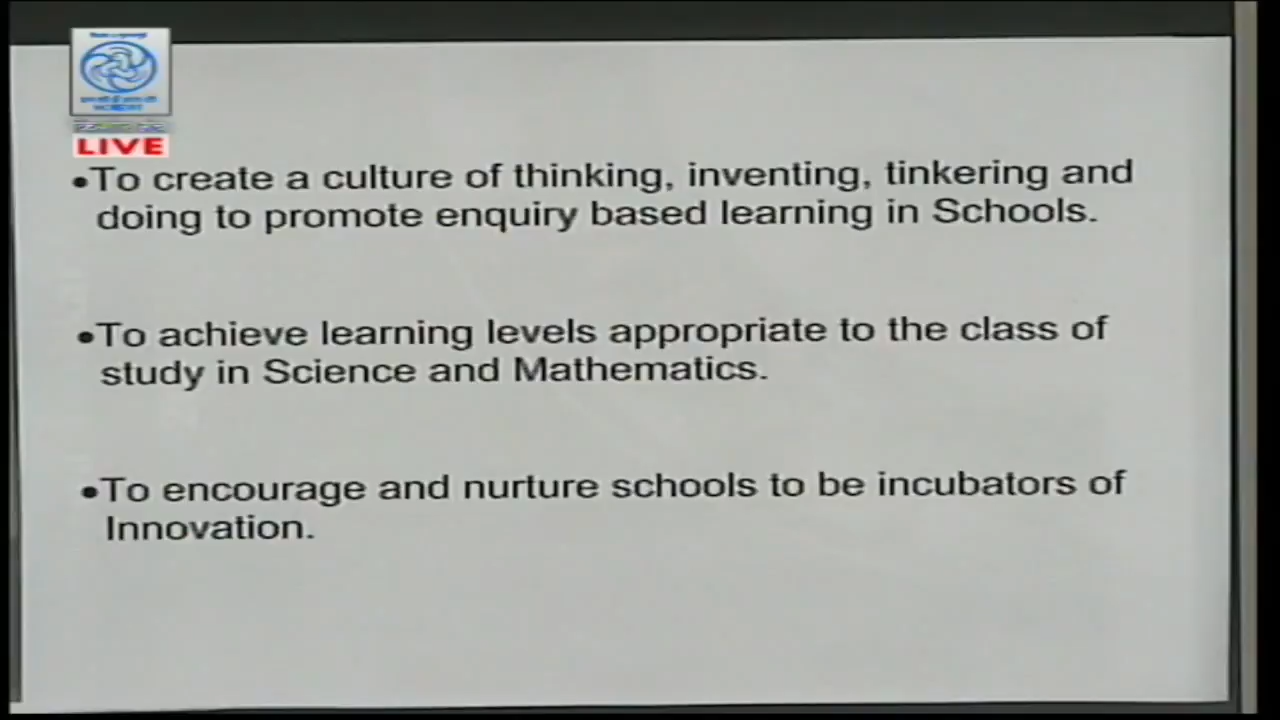 LIVE
•To create a culture of thinking, inventing, tinkering and
doing to promote enquiry based learning in Schools.
•To achieve learning levels appropriate to the class of
study in Science and Mathematics.
•To encourage and nurture schools to be incubators of
Innovation.